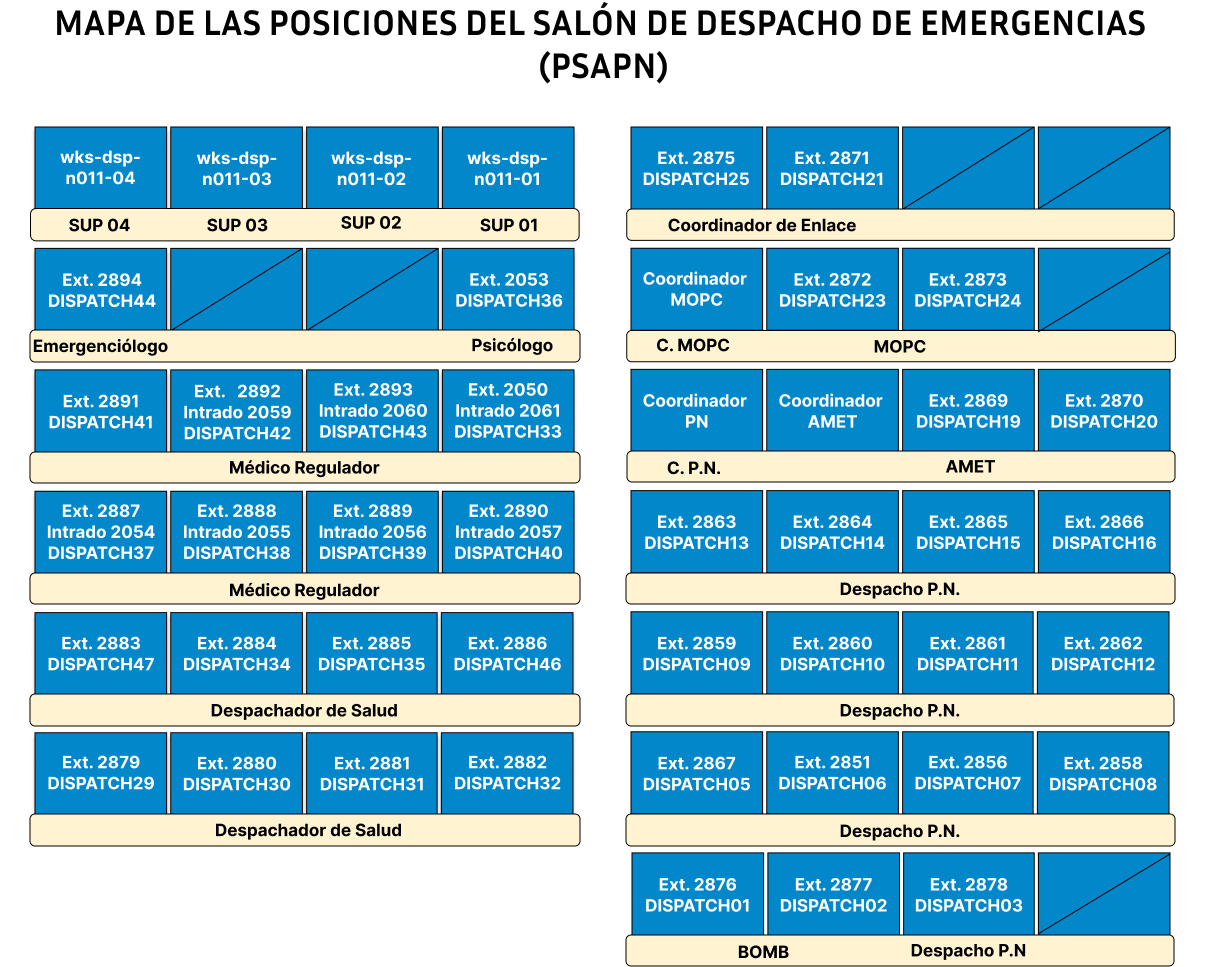 MAPA DE LAS POSICIONES DEL SALÓN DE DESPACHO DE EMERGENCIAS
(PSAPN)
wks-dsp-
n011-04
wks-dsp-
n011-03
wks-dsp-
n011-02
wks-dsp-
n011-01
SUP 04
SUP 03
SUP 02
SUP 01
Ext. 2894
DISPATCH44
Ext. 2053
DISPATCH36
Emergenciólogo
Psicólogo
Ext. 2891
DISPATCH41
Ext. 2892
Intrado 2059
DISPATCH42
Ext. 2893
Intrado 2060
DISPATCH43
Ext. 2050
Intrado 2061
DISPATCH33
Médico Regulador
Ext. 2887
Intrado 2054
DISPATCH37
Ext. 2888
Intrado 2055
DISPATCH38
Ext. 2889
Intrado 2056
DISPATCH39
Ext. 2890
Intrado 2057
DISPATCH40
Médico Regulador
Ext. 2883
DISPATCH47
Ext. 2884
DISPATCH34
Ext. 2885
DISPATCH35
Ext. 2886
DISPATCH46
Despachador de Salud
Ext. 2879
DISPATCH29
Ext. 2880
DISPATCH30
Ext. 2881
DISPATCH31
Ext. 2882
DISPATCH32
Despachador de Salud
Ext. 2875
DISPATCH25
Ext. 2871
DISPATCH21
Coordinador de Enlace
Coordinador
MOPC
Ext. 2872
DISPATCH23
Ext. 2873
DISPATCH24
C. MOPC
MOPC
Coordinador
PN
Coordinador
AMET
Ext. 2869
DISPATCH19
Ext. 2870
DISPATCH20
C. P.N.
AMET
Ext. 2863
DISPATCH13
Ext. 2864
DISPATCH14
Ext. 2865
DISPATCH15
Ext. 2866
DISPATCH16
Despacho P.N.
Ext. 2859
DISPATCH09
Ext. 2860
DISPATCH10
Ext. 2861
DISPATCH11
Ext. 2862
DISPATCH12
Despacho P.N.
Ext. 2867
DISPATCH05
Ext. 2851
DISPATCH06
Ext. 2856
DISPATCH07
Ext. 2858
DISPATCH08
Despacho P.N.
Ext. 2876
DISPATCH01
Ext. 2877
DISPATCH02
Ext. 2878
DISPATCH03
BOMB
Despacho P.N